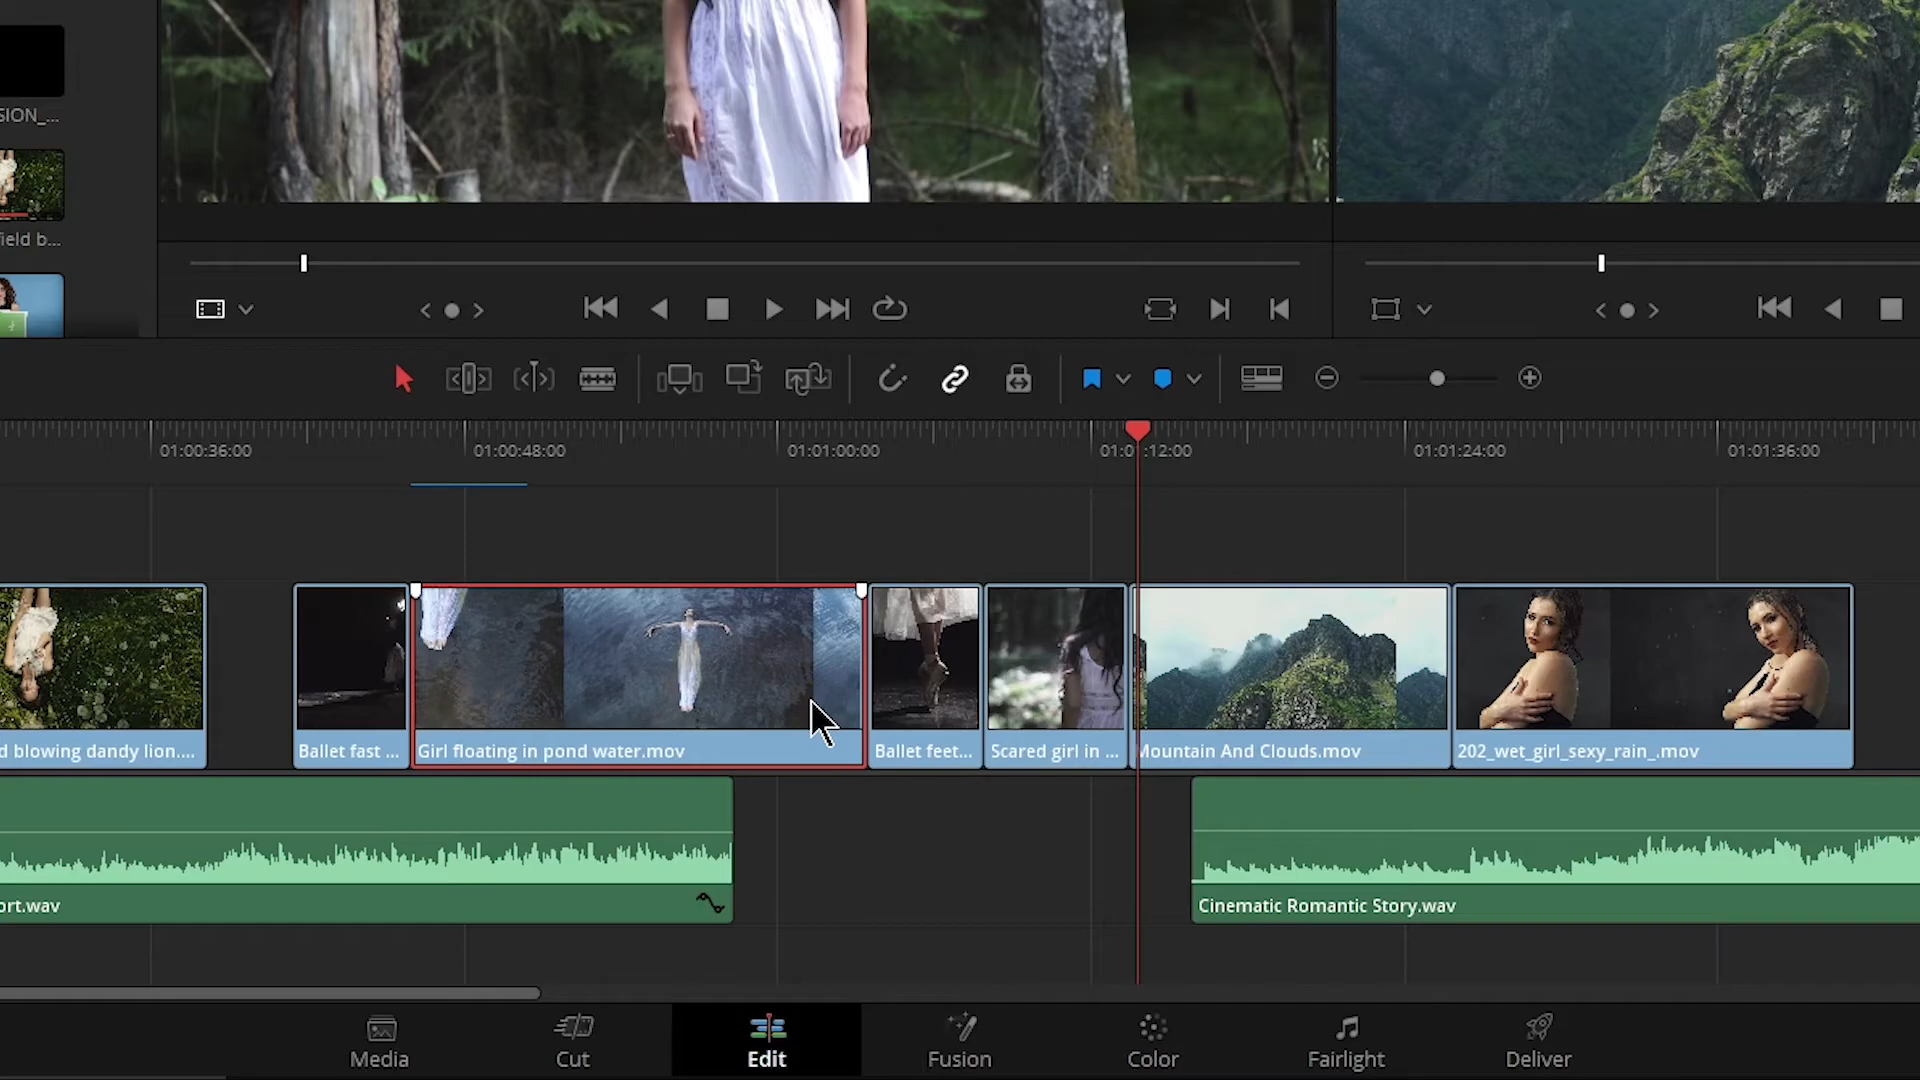 SION_...
field b...
01:00:36:00
01:00:48:00
01:01:00:00
01:01:12:00
01:01:24:00
01:01:36:00
d blowing dandy lion....
Ballet fast ...
Girl floating in pond water.mov
Ballet feet...
Scared girl in ...
Mountain And Clouds.mov
202_wet_girl_sexy_rain_.mov
ort.wav
Cinematic Romantic Story.wav
Media
Cut
Edit
Fusion
Color
Fairlight
Deliver